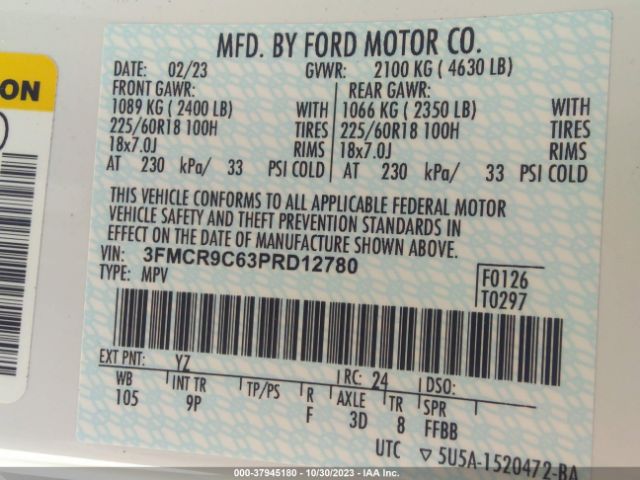 ON
MFD. BY FORD MOTOR CO.
DATE: 02/23 GVWR: 2100 KG ( 4630 LB)
FRONT GAWR: REAR GAWR:
1089 KG ( 2400 LB) WITH 1066 KG ( 2350 LB) WITH
225/60R18 100H TIRES 225/60R18 100H TIRES
18x7.0J RIMS 18x7.0J RIMS
AT 230 kPa/ 33 PSI COLD AT 230 kPa/ 33 PSI COLD
THIS VEHICLE CONFORMS TO ALL APPLICABLE FEDERAL MOTOR
VEHICLE SAFETY AND THEFT PREVENTION STANDARDS IN
EFFECT ON THE DATE OF MANUFACTURE SHOWN ABOVE.
VIN: 3FMCR9C63PRD12780
TYPE: MPV
F0126
T0297
EXT PNT: YZ RC: 24 DSO:
WB INT TR TP/PS R AXLE TR SPR
105 9P F 3D 8 FFBB
UTC ▽ 5U5A-1520472-BA
000-37945180 - 10/30/2023 - IAA Inc.